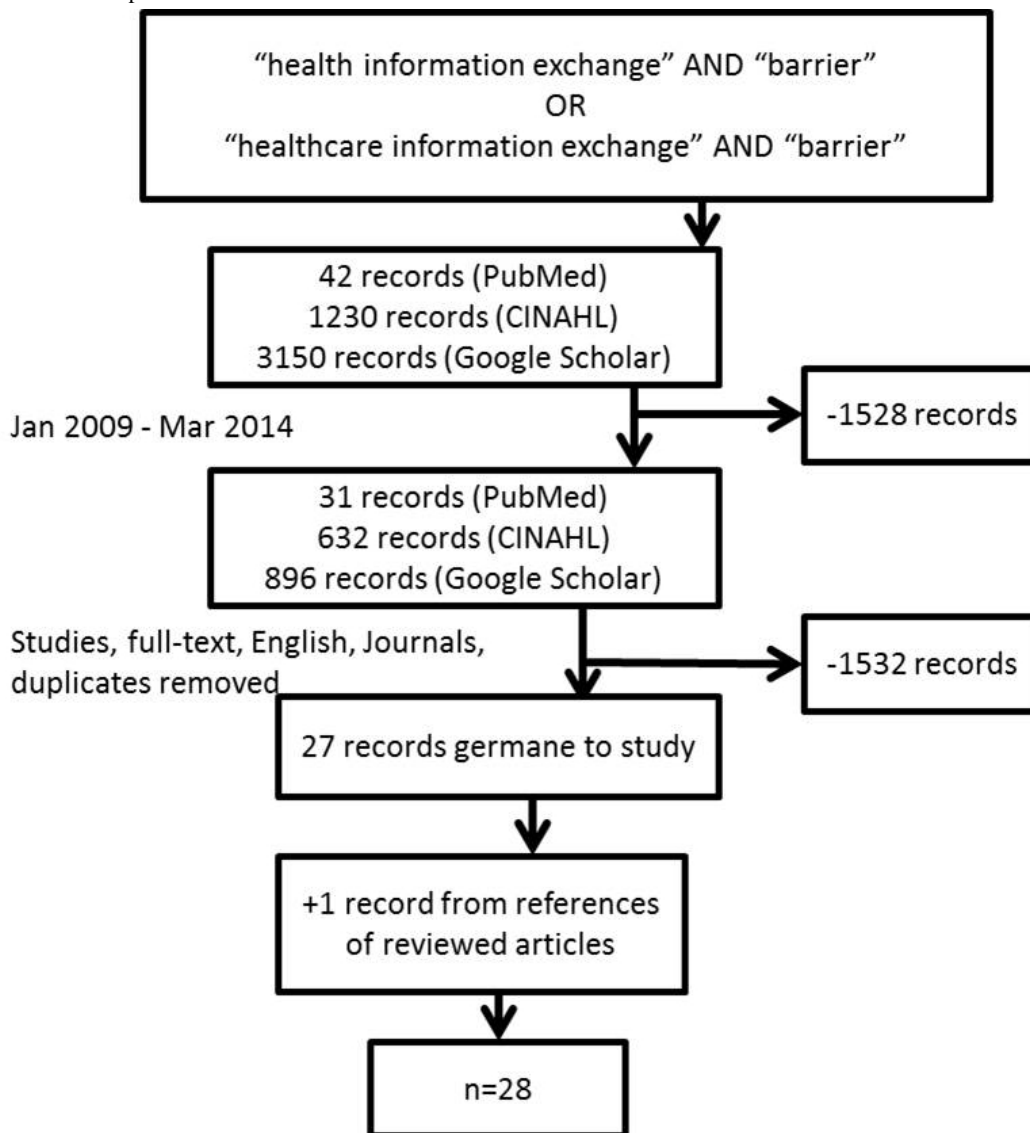 “health information exchange” AND “barrier”
OR
“healthcare information exchange” AND “barrier”
42 records (PubMed)
1230 records (CINAHL)
3150 records (Google Scholar)
-1528 records
Jan 2009 - Mar 2014
31 records (PubMed)
632 records (CINAHL)
896 records (Google Scholar)
Studies, full-text, English, Journals,
duplicates removed
-1532 records
27 records germane to study
+1 record from references
of reviewed articles
n=28